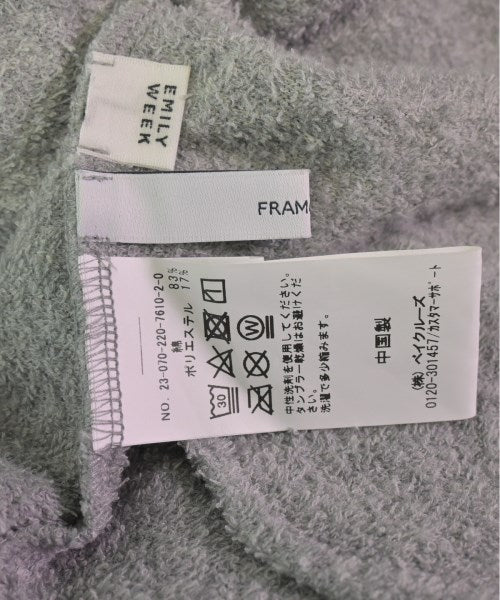 EMILY
WEEK
FRAM
NO. 23-070-220-7610-2-0
綿 83%
ポリエステル 17%
30
W
中性洗剤を使用してください。
タンブラー乾燥はお避けくだ
さい。
洗濯で多少縮みます。
中国製
(株) ベイクルーズ
0120-301457/カスタマーサポート